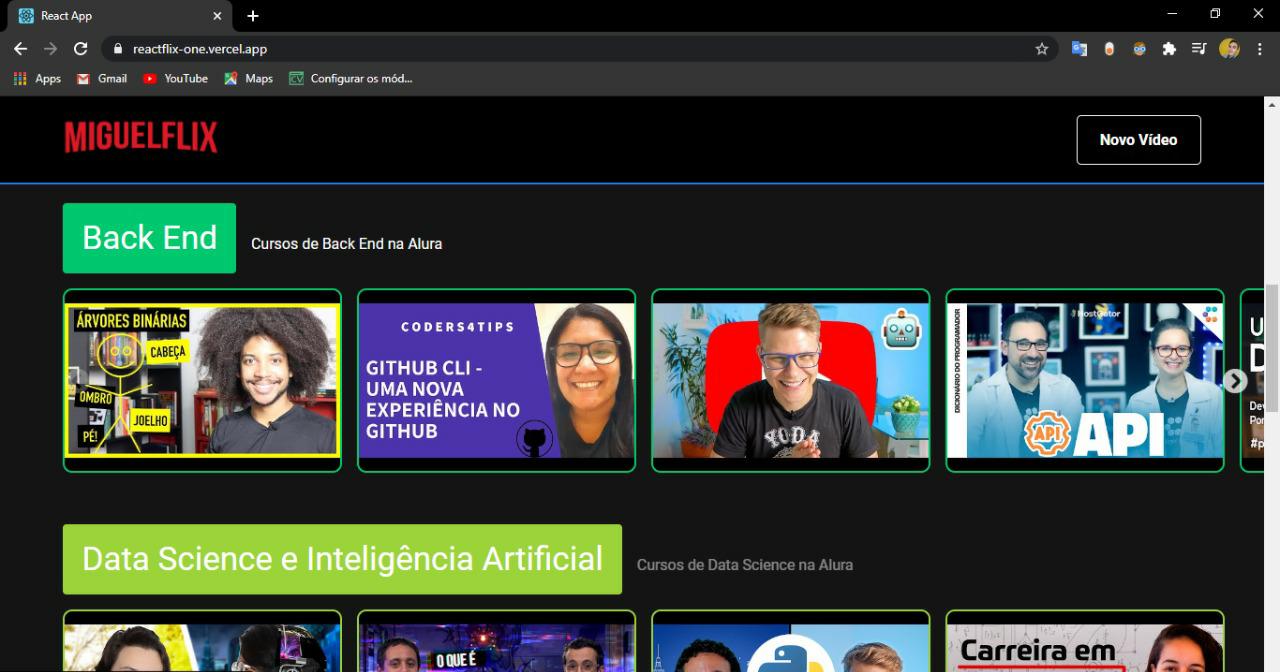 React App
reactflix-one.vercel.app
Apps
Gmail
YouTube
Maps
Configurar os mód...
MIGUELFLIX
Novo Vídeo
Back End
Cursos de Back End na Alura
ÁRVORES BINÁRIAS
CABEÇA
OMBRO
JOELHO
PÉ!
CODERS4TIPS
GITHUB CLI -
UMA NOVA
EXPERIÊNCIA NO
GITHUB
YODA
DICIONÁRIO DO PROGRAMADOR
HostGator
API
API
Data Science e Inteligência Artificial
Cursos de Data Science na Alura
O QUE É
Carreira em